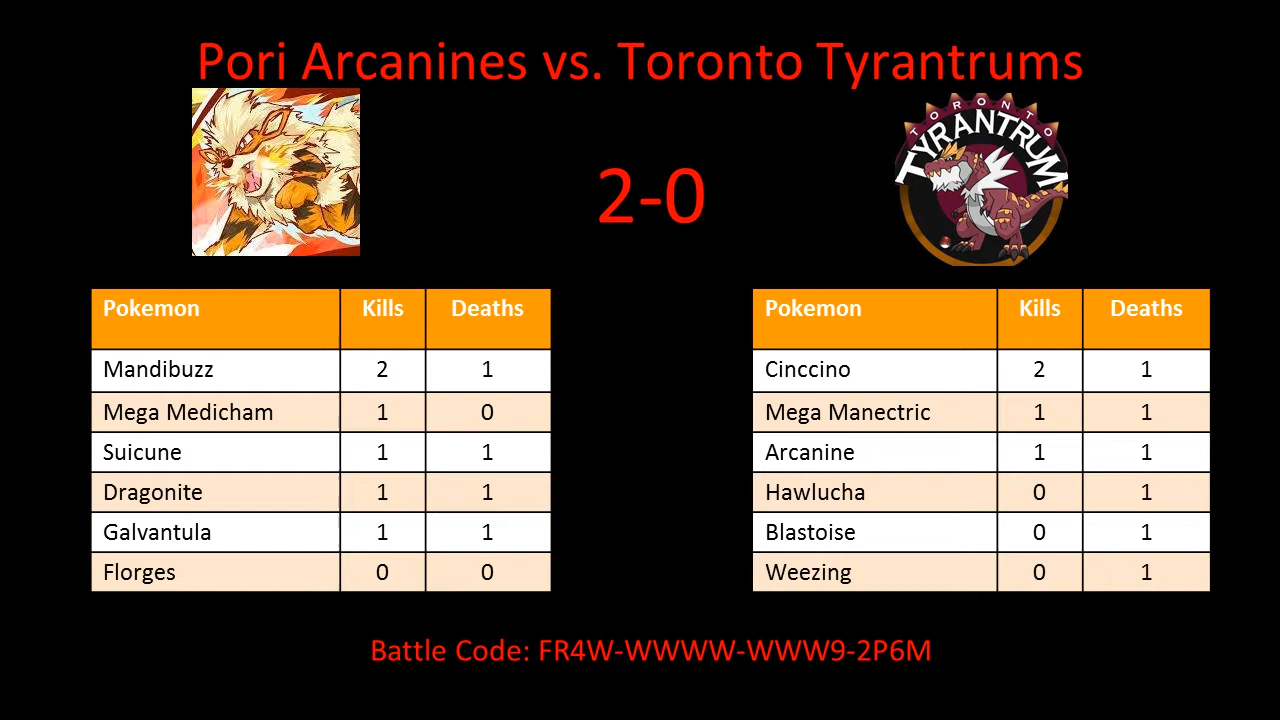 Pori Arcanines vs. Toronto Tyrantrums
TORONTO
TYRANTRUM
2-0
Pokemon Kills Deaths
Mandibuzz 2 1
Mega Medicham 1 0
Suicune 1 1
Dragonite 1 1
Galvantula 1 1
Florges 0 0
Pokemon Kills Deaths
Cinccino 2 1
Mega Manectric 1 1
Arcanine 1 1
Hawlucha 0 1
Blastoise 0 1
Weezing 0 1
Battle Code: FR4W-WWWW-WWW9-2P6M